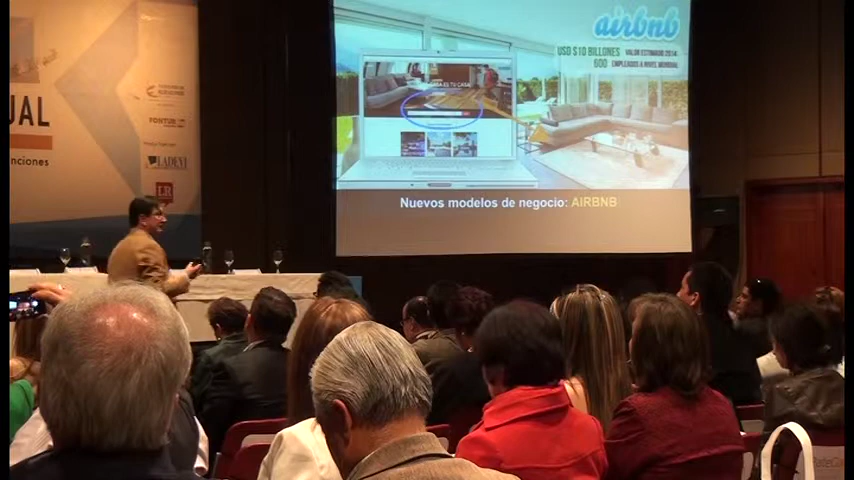 UAL
nciones
FONTUR
LADEVI
LR
airbnb
USD $10 BILLONES VALOR ESTIMADO 2014
600 EMPLEADOS A NIVEL MUNDIAL
Nuevos modelos de negocio: AIRBNB